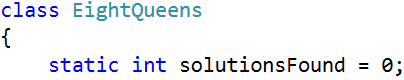 class EightQueens
{
    static int solutionsFound = 0;